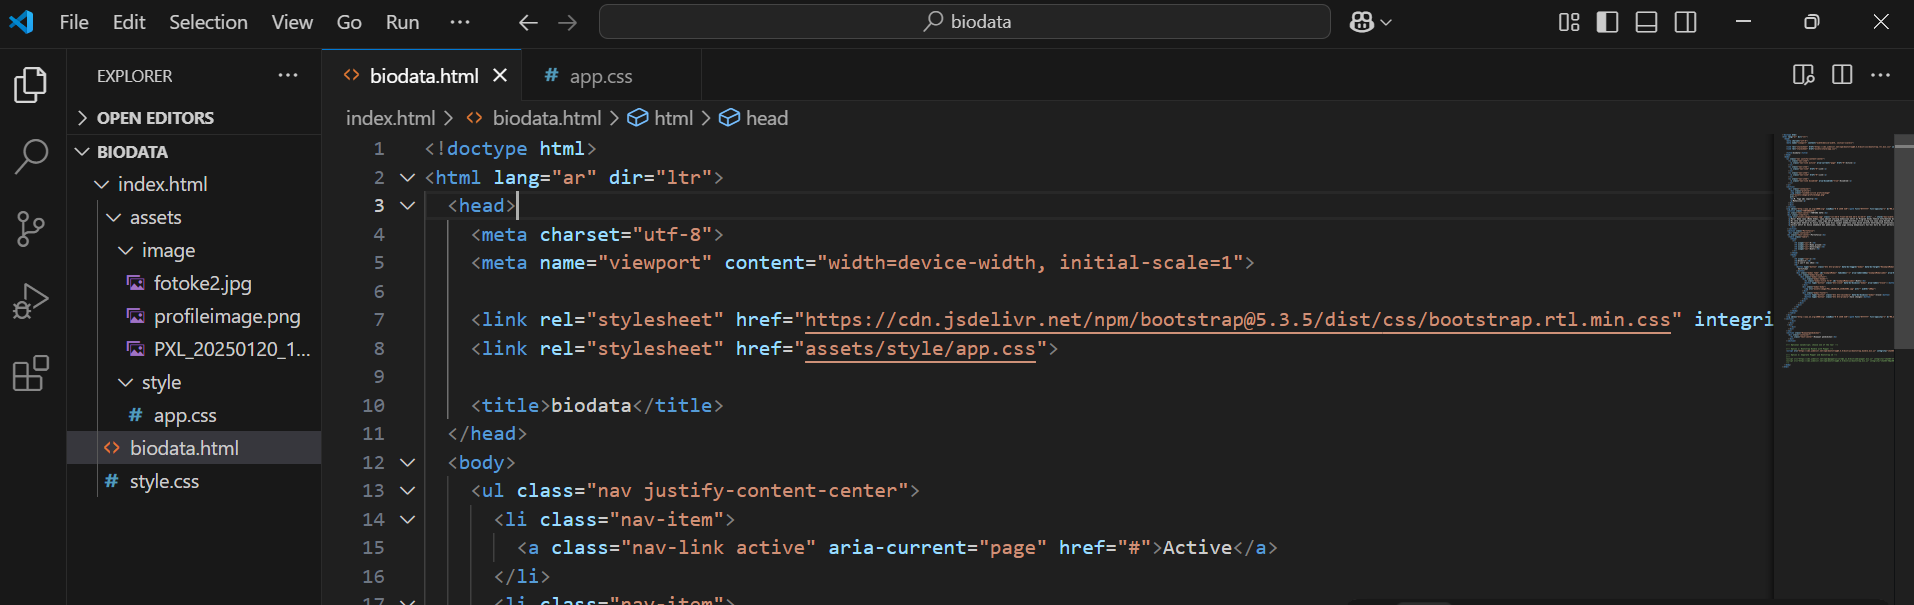 File Edit Selection View Go Run ··· biodata
EXPLORER ···
OPEN EDITORS
BIODATA
index.html
assets
image
fotoke2.jpg
profileimage.png
PXL_20250120_1...
style
# app.css
<> biodata.html
# style.css
<> biodata.html
# app.css
index.html > <> biodata.html > html > head
1 <!doctype html>
2 <html lang="ar" dir="ltr">
3 <head>
4 <meta charset="utf-8">
5 <meta name="viewport" content="width=device-width, initial-scale=1">
6
7 <link rel="stylesheet" href="https://cdn.jsdelivr.net/npm/bootstrap@5.3.5/dist/css/bootstrap.rtl.min.css" integri
8 <link rel="stylesheet" href="assets/style/app.css">
9
10 <title>biodata</title>
11 </head>
12 <body>
13 <ul class="nav justify-content-center">
14 <li class="nav-item">
15 <a class="nav-link active" aria-current="page" href="#">Active</a>
16 </li>
17 <li class="nav-item">